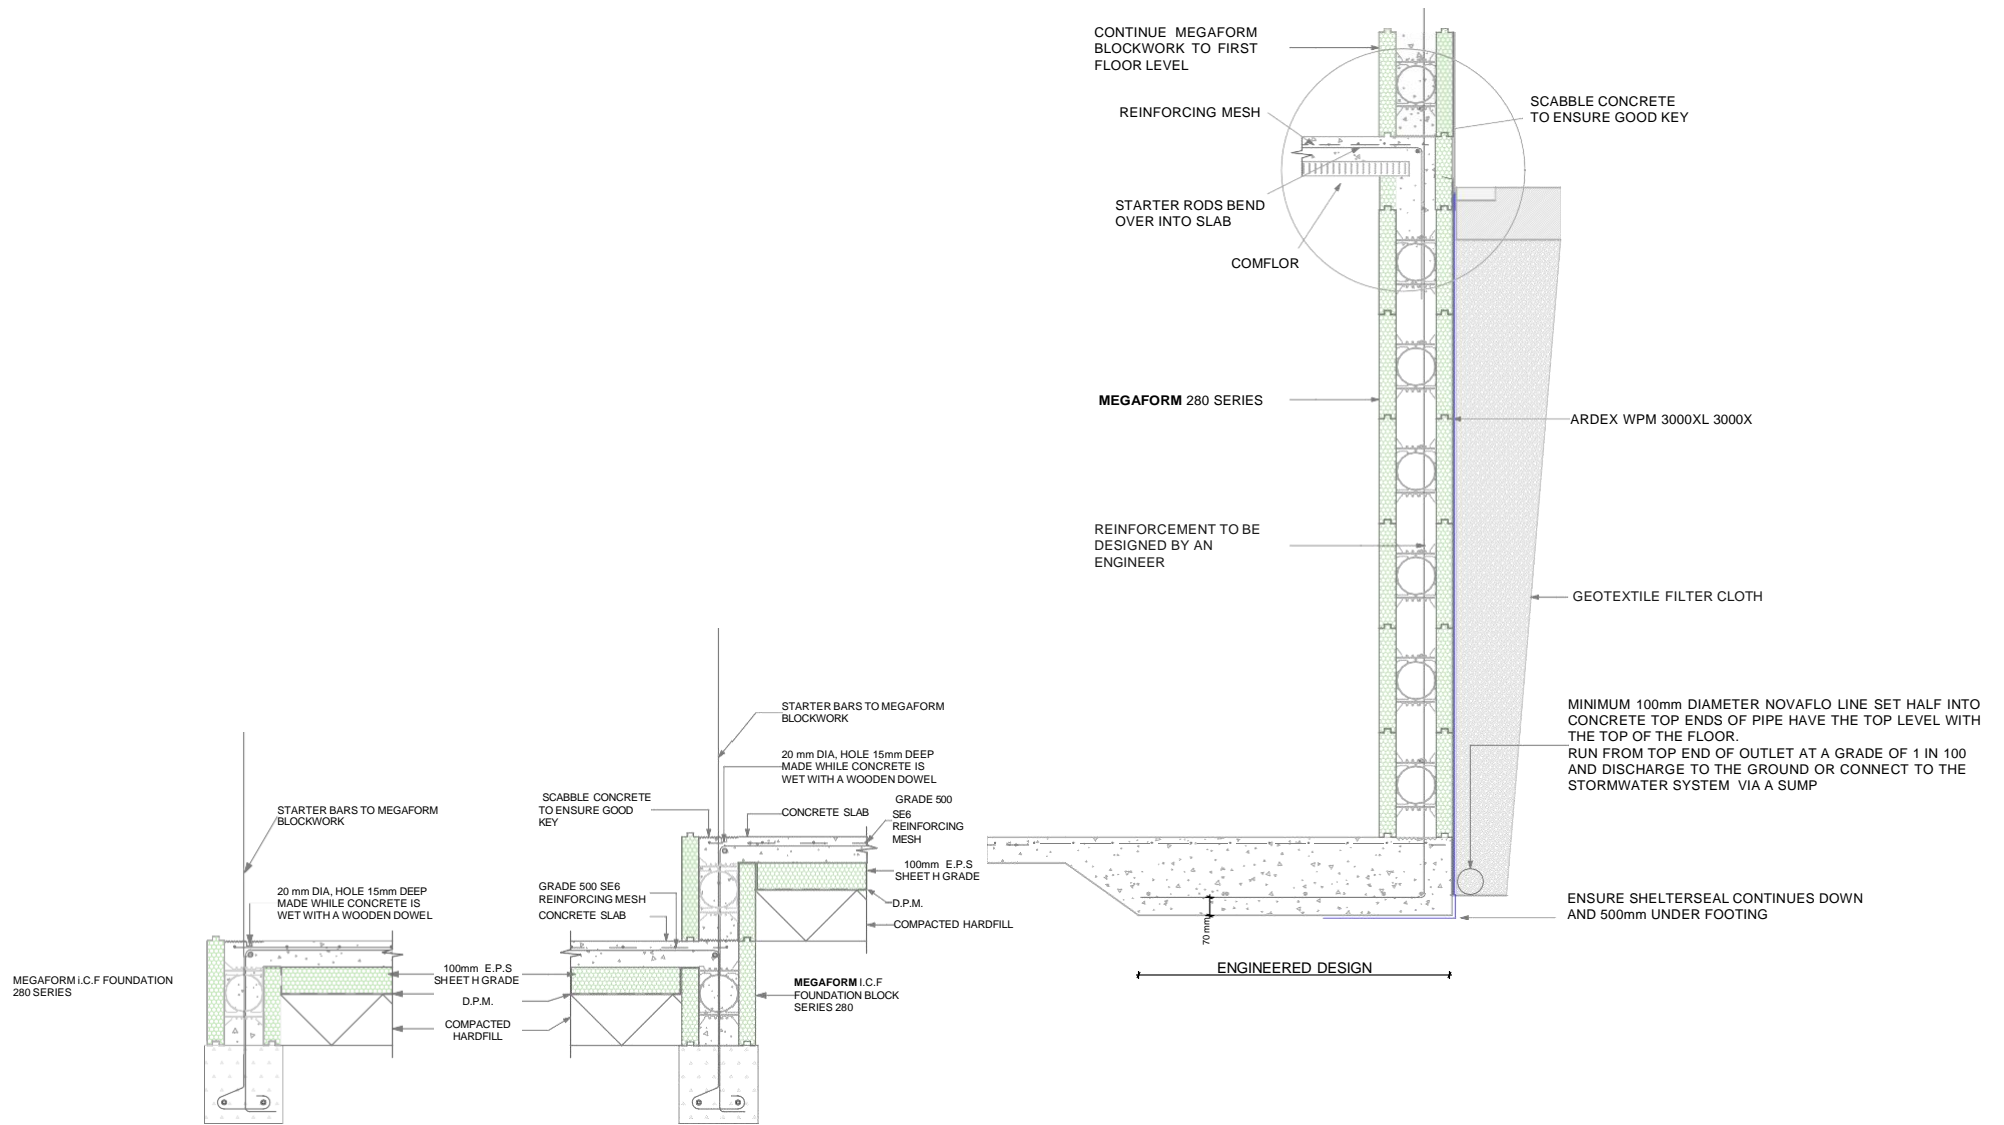 CONTINUE MEGAFORM
BLOCKWORK TO FIRST
FLOOR LEVEL
REINFORCING MESH
SCABBLE CONCRETE
TO ENSURE GOOD KEY
STARTER RODS BEND
OVER INTO SLAB
COMFLOR
MEGAFORM 280 SERIES
ARDEX WPM 3000XL 3000X
REINFORCEMENT TO BE
DESIGNED BY AN
ENGINEER
GEOTEXTILE FILTER CLOTH
MINIMUM 100mm DIAMETER NOVAFLO LINE SET HALF INTO
CONCRETE TOP ENDS OF PIPE HAVE THE TOP LEVEL WITH
THE TOP OF THE FLOOR.
RUN FROM TOP END OF OUTLET AT A GRADE OF 1 IN 100
AND DISCHARGE TO THE GROUND OR CONNECT TO THE
STORMWATER SYSTEM VIA A SUMP
ENSURE SHELTERSEAL CONTINUES DOWN
AND 500mm UNDER FOOTING
70 mm
ENGINEERED DESIGN
STARTER BARS TO MEGAFORM
BLOCKWORK
20 mm DIA, HOLE 15mm DEEP
MADE WHILE CONCRETE IS
WET WITH A WOODEN DOWEL
SCABBLE CONCRETE
TO ENSURE GOOD
KEY
CONCRETE SLAB
GRADE 500
SE6
REINFORCING
MESH
100mm E.P.S
SHEET H GRADE
D.P.M.
COMPACTED HARDFILL
GRADE 500 SE6
REINFORCING MESH
CONCRETE SLAB
MEGAFORM I.C.F
FOUNDATION BLOCK
SERIES 280
STARTER BARS TO MEGAFORM
BLOCKWORK
20 mm DIA, HOLE 15mm DEEP
MADE WHILE CONCRETE IS
WET WITH A WOODEN DOWEL
MEGAFORM i.C.F FOUNDATION
280 SERIES
100mm E.P.S
SHEET H GRADE
D.P.M.
COMPACTED
HARDFILL